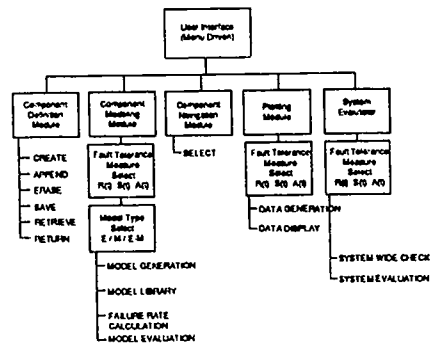 User Interface
(Menu Driven)
Component
Definition
Module
Component
Modeling
Module
Component
Navigation
Module
Plotting
Module
System
Evaluator
CREATE
APPEND
ERASE
SAVE
RETRIEVE
RETURN
Fault Tolerance
Measure
Select
R(t) S(t) A(t)
Model Type
Select
E / M / E-M
MODEL GENERATION
MODEL LIBRARY
FAILURE RATE
CALCULATION
MODEL EVALUATION
SELECT
Fault Tolerance
Measure
Select
R(t) S(t) A(t)
DATA GENERATION
DATA DISPLAY
Fault Tolerance
Measure
Select
R(t) S(t) A(t)
SYSTEM WIDE CHECK
SYSTEM EVALUATION